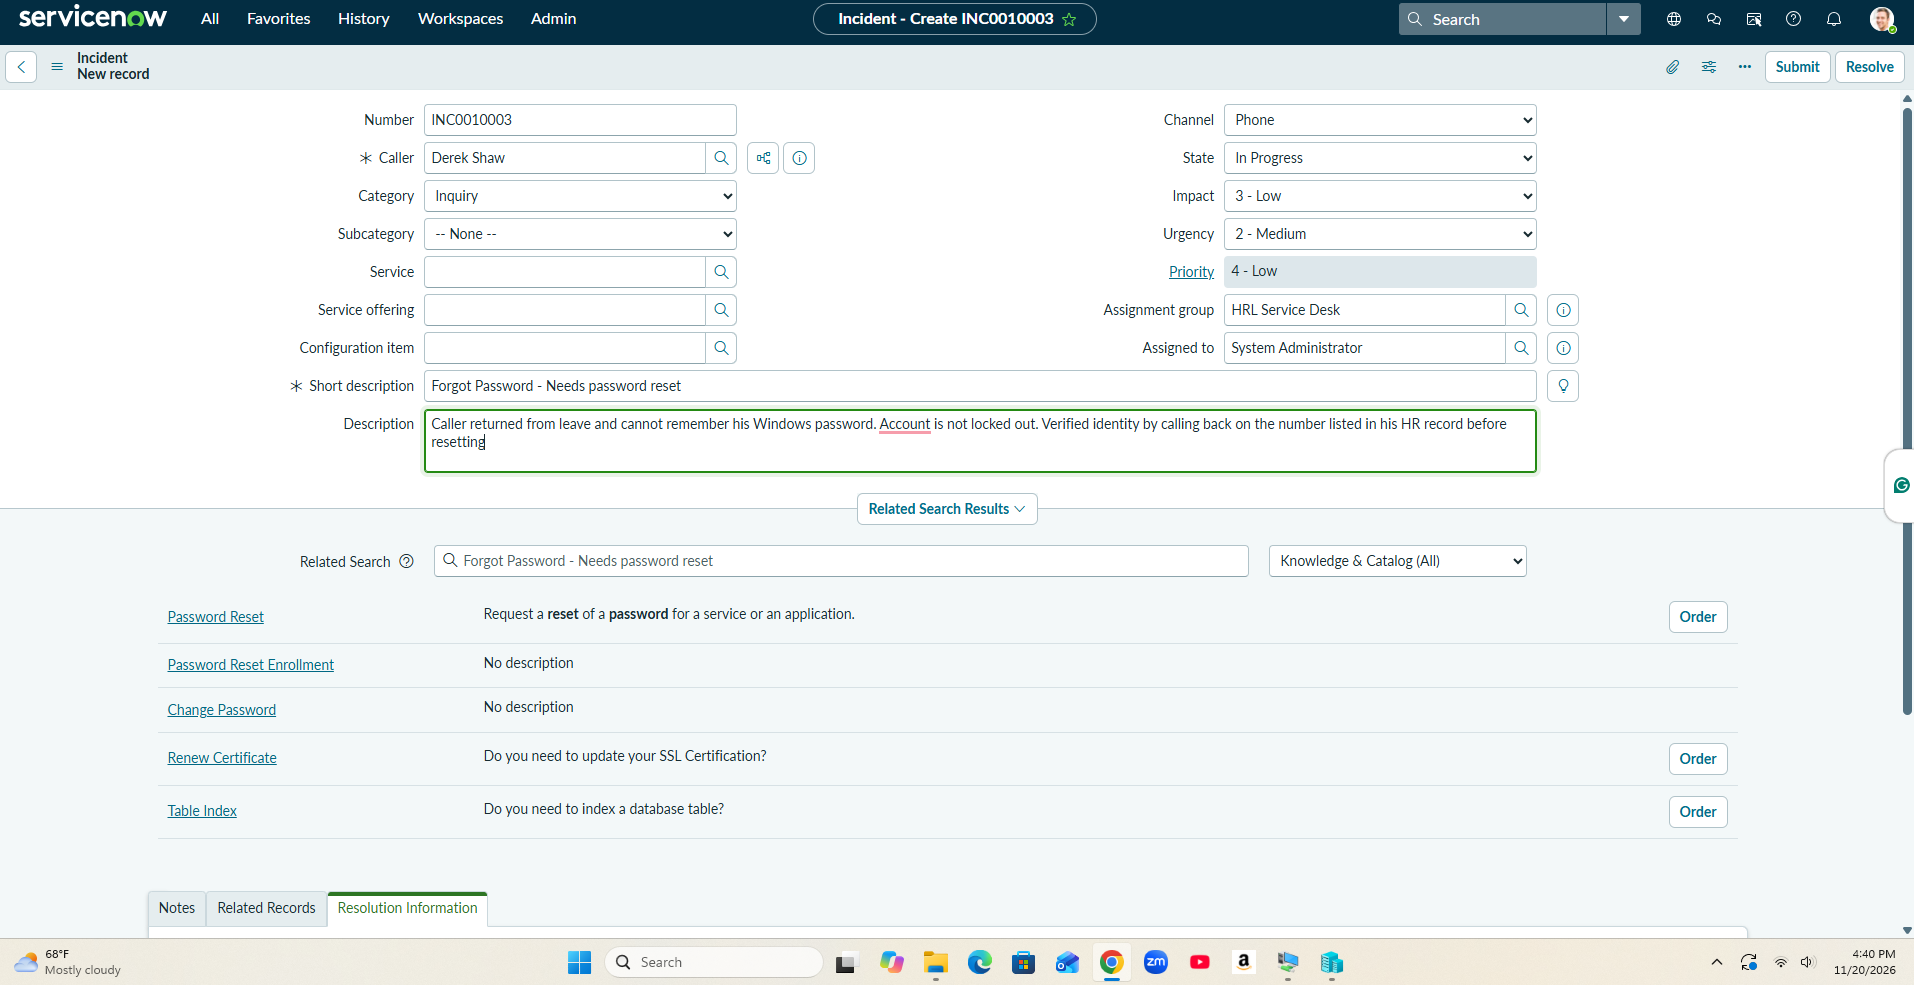 servicenow All Favorites History Workspaces Admin Incident - Create INC0010003 Search
Incident
New record
Submit Resolve
Number INC0010003 Channel Phone
Caller Derek Shaw State In Progress
Category Inquiry Impact 3 - Low
Subcategory -- None -- Urgency 2 - Medium
Service Priority 4 - Low
Service offering Assignment group HRL Service Desk
Configuration item Assigned to System Administrator
Short description Forgot Password - Needs password reset
Description Caller returned from leave and cannot remember his Windows password. Account is not locked out. Verified identity by calling back on the number listed in his HR record before
resetting
Related Search Results
Related Search Forgot Password - Needs password reset Knowledge & Catalog (All)
Password Reset Request a reset of a password for a service or an application. Order
Password Reset Enrollment No description
Change Password No description
Renew Certificate Do you need to update your SSL Certification? Order
Table Index Do you need to index a database table? Order
Notes Related Records Resolution Information
68°F
Mostly cloudy
Search
zm
a
4:40 PM
11/20/2026